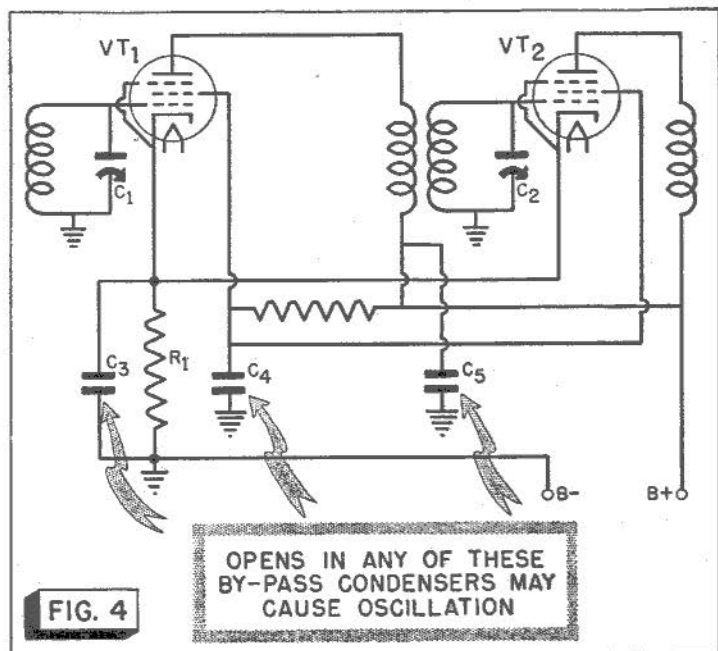 VT1
VT2
C1
C2
C3
R1
C4
C5
B-
B+
OPENS IN ANY OF THESE
BY-PASS CONDENSERS MAY
CAUSE OSCILLATION
FIG. 4